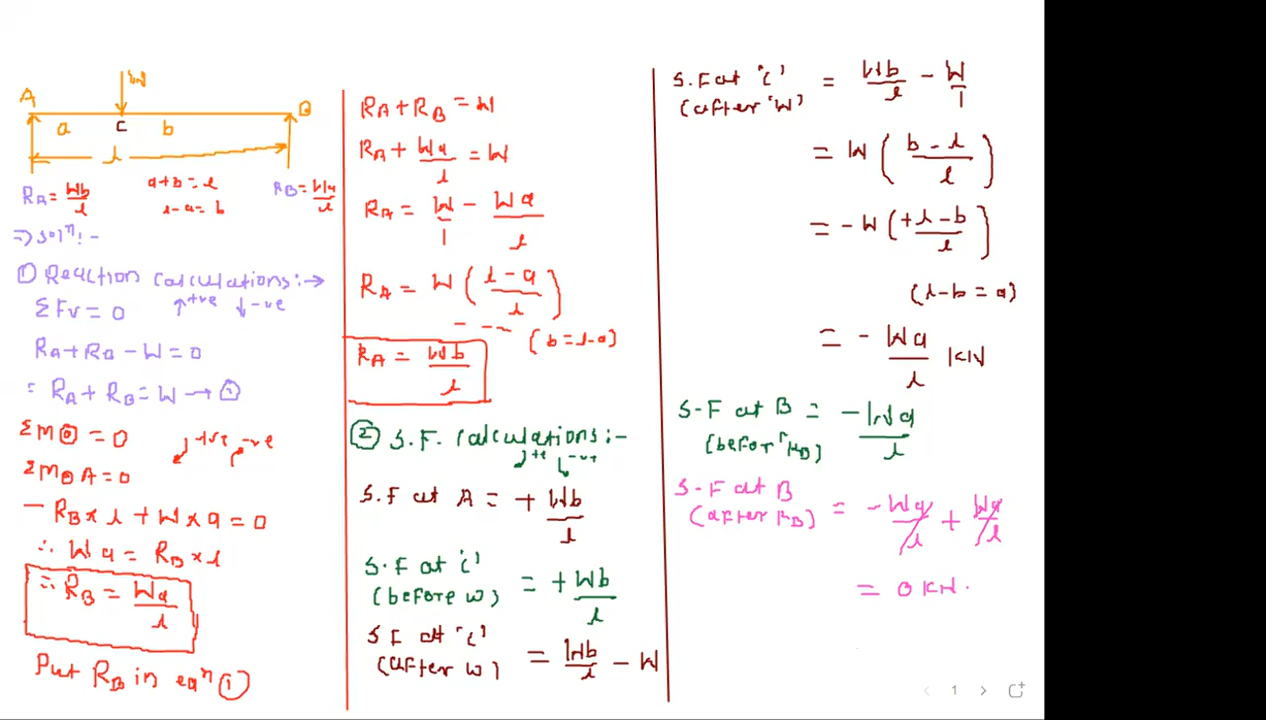 W
A
B
a
C
b
l
RA = Wb/l
a+b = l
l-a = b
RB = Wa/l
=> solⁿ: -
① Reaction calculations:→
ΣFv = 0 ↑+ve ↓-ve
RA + RB - W = 0
= RA + RB = W → ①
ΣM@ = 0 +ve -ve
ΣM@A = 0
- RB × l + W × a = 0
∴ Wa = RB × l
∴ RB = Wa/l
Put RB in eqⁿ ①
RA + RB = W
RA + Wa/l = W
RA = W/1 - Wa/l
RA = W (l - a/l)
- - - - (b = l-a)
RA = Wb/l
② S.F. calculations:-
+ve -ve
S.F at A = + Wb/l
S.F at 'C'
(before W) = + Wb/l
S.F at 'C'
(after W) = Wb/l - W
S.F at 'C' = Wb/l - W/1
(after 'W')
= W (b - l/l)
= - W (+l - b/l)
(l-b = a)
= - Wa/l KN
S-F at B = - Wa/l
(before RB)
S-F at B
(after RB) = - Wa/l + Wa/l
= 0 KN.
1